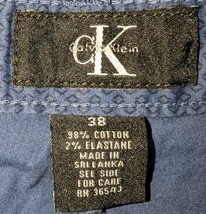 cK
Calvin Klein
38
98% COTTON
2% ELASTANE
MADE IN
SRI LANKA
SEE SIDE
FOR CARE
RN 36543